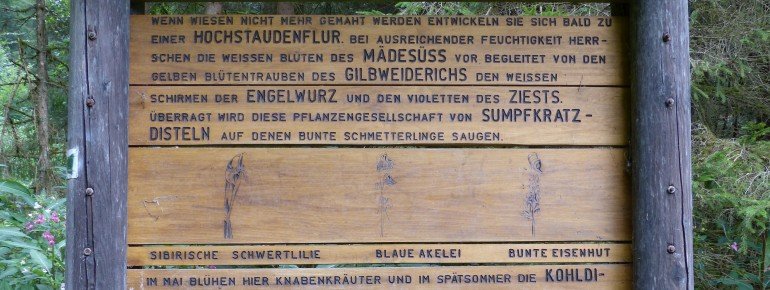 WENN WIESEN NICHT MEHR GEMÄHT WERDEN ENTWICKELN SIE SICH BALD ZU
EINER HOCHSTAUDENFLUR. BEI AUSREICHENDER FEUCHTIGKEIT HERR-
SCHEN DIE WEISSEN BLÜTEN DES MÄDESÜSS VOR BEGLEITET VON DEN
GELBEN BLÜTENTRAUBEN DES GILBWEIDERICHS DEN WEISSEN
SCHIRMEN DER ENGELWURZ UND DEN VIOLETTEN DES ZIESTS.
ÜBERRAGT WIRD DIESE PFLANZENGESELLSCHAFT VON SUMPFKRATZ-
DISTELN AUF DENEN BUNTE SCHMETTERLINGE SAUGEN.
SIBIRISCHE SCHWERTLILIE BLAUE AKELEI BUNTE EISENHUT
IM MAI BLÜHEN HIER KNABENKRÄUTER UND IM SPÄTSOMMER DIE KOHLDI-